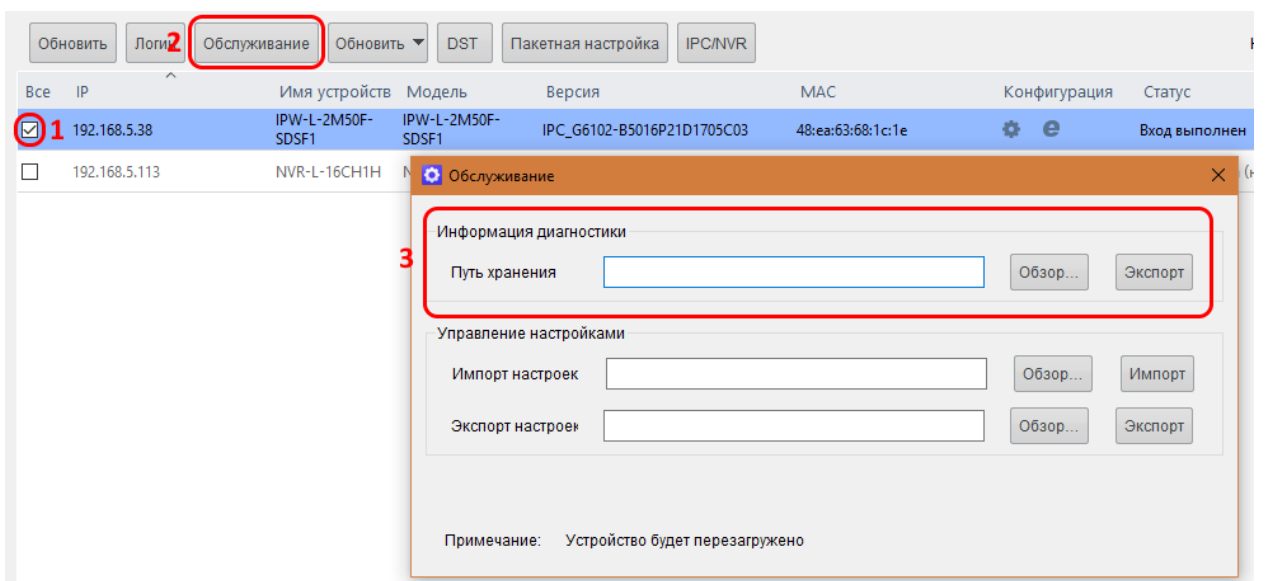 Обновить Логин 2 Обслуживание Обновить DST Пакетная настройка IPC/NVR
Все IP Имя устройств Модель Версия MAC Конфигурация Статус
1 192.168.5.38 IPW-L-2M50F-SDSF1 IPW-L-2M50F-SDSF1 IPC_G6102-B5016P21D1705C03 48:ea:63:68:1c:1e Вход выполнен
192.168.5.113 NVR-L-16CH1H
Обслуживание
Информация диагностики
3 Путь хранения Обзор... Экспорт
Управление настройками
Импорт настроек Обзор... Импорт
Экспорт настроек Обзор... Экспорт
Примечание: Устройство будет перезагружено